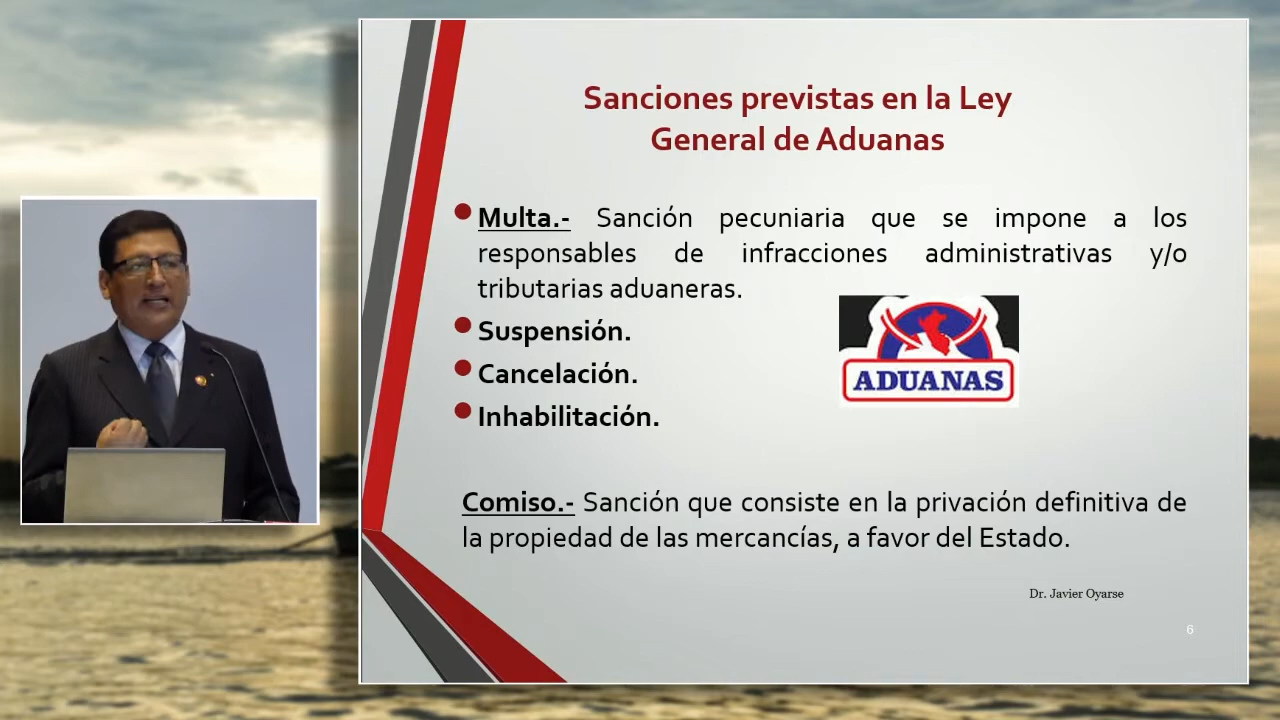 Sanciones previstas en la Ley
General de Aduanas
Multa.- Sanción pecuniaria que se impone a los
responsables de infracciones administrativas y/o
tributarias aduaneras.
Suspensión.
Cancelación.
Inhabilitación.
ADUANAS
Comiso.- Sanción que consiste en la privación definitiva de
la propiedad de las mercancías, a favor del Estado.
Dr. Javier Oyarse
6